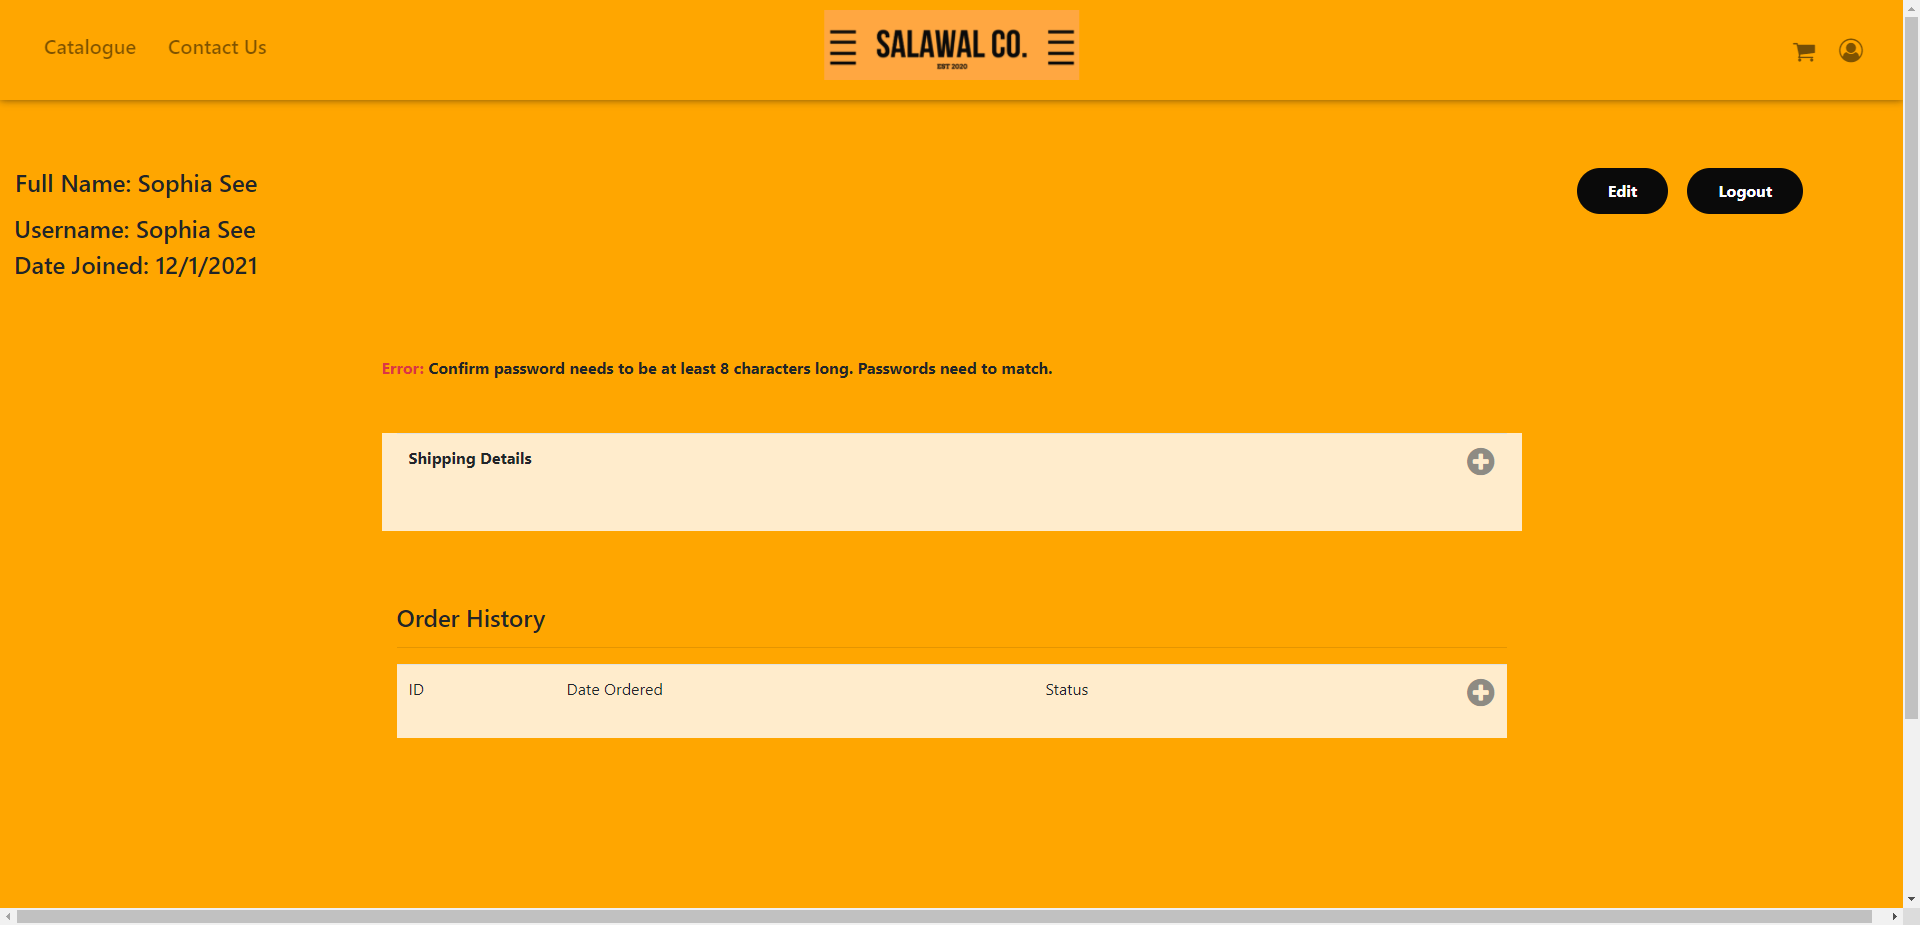 Catalogue Contact Us
SALAWAL CO.
EST 2020
Full Name: Sophia See
Edit Logout
Username: Sophia See
Date Joined: 12/1/2021
Error: Confirm password needs to be at least 8 characters long. Passwords need to match.
Shipping Details
Order History
ID Date Ordered Status